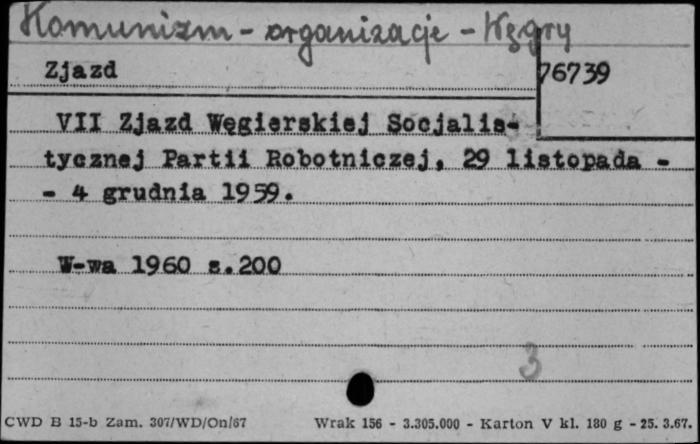 Komunizm - organizacje - Węgry
Zjazd
76739
VII Zjazd Węgierskiej Socjalis-
tycznej Partii Robotniczej, 29 listopada -
- 4 grudnia 1959.
W-wa 1960 s.200
3
CWD B 15-b Zam. 307/WD/On/67 Wrak 156 - 3.305.000 - Karton V kl. 180 g - 25. 3.67.